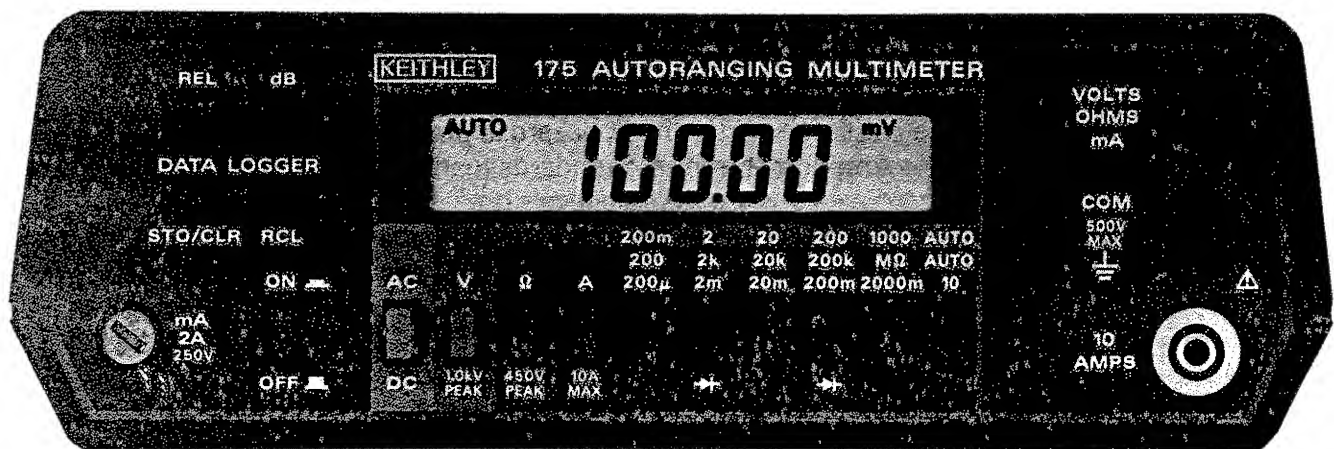 REL dB
KEITHLEY 175 AUTORANGING MULTIMETER
AUTO 100.00 mV
DATA LOGGER
STO/CLR RCL
ON
OFF
mA
2A
250V
200m 2 20 200 1000 AUTO
200 2k 20k 200k MΩ AUTO
AC V Ω A 200µ 2m 20m 200m 2000m 10
DC
1.0kV
PEAK
450V
PEAK
10A
MAX
VOLTS
OHMS
mA
COM
500V
MAX
10
AMPS